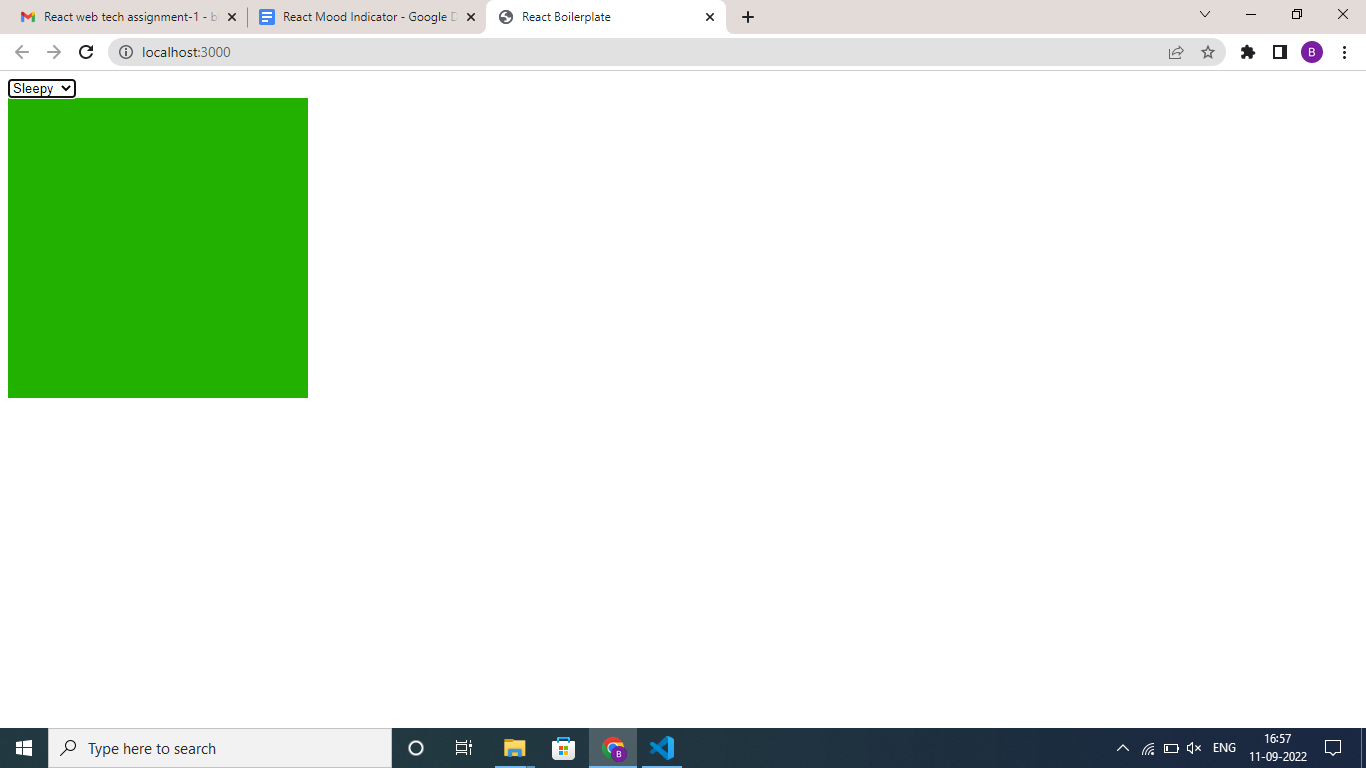 React web tech assignment-1 - b
React Mood Indicator - Google D
React Boilerplate
localhost:3000
B
Sleepy
Type here to search
B
ENG
16:57
11-09-2022